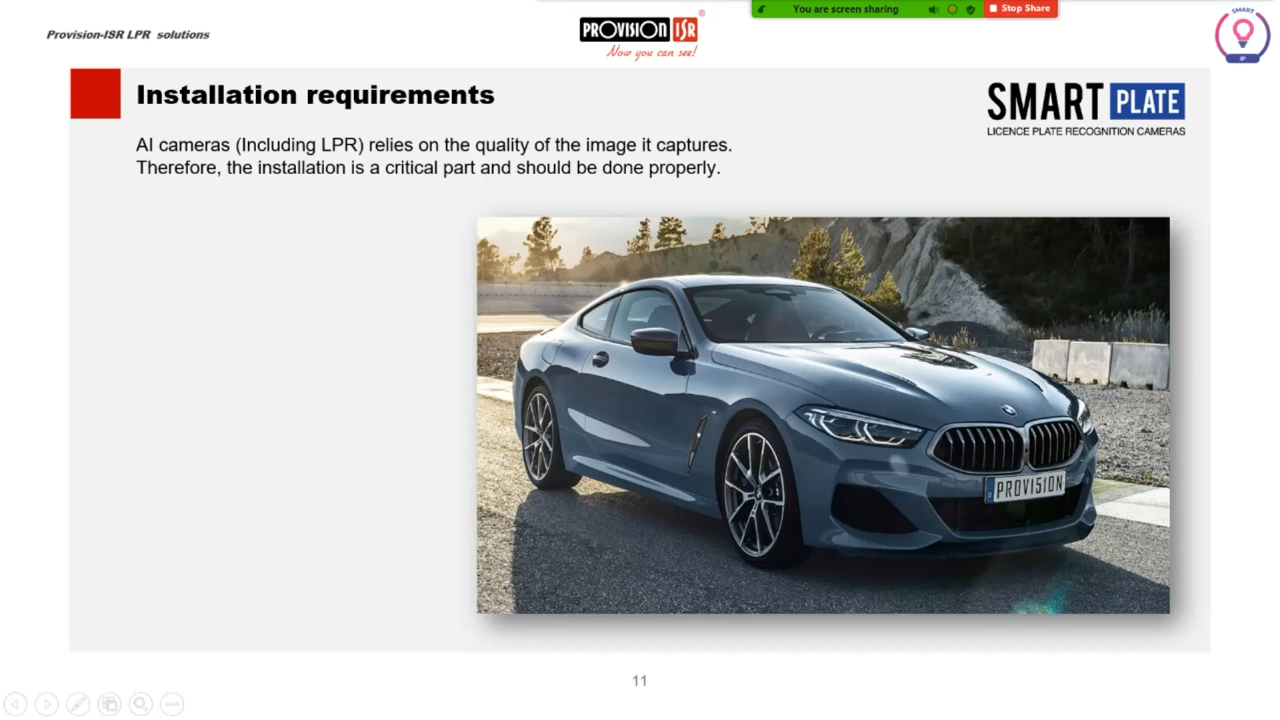 You are screen sharing
Stop Share
Provision-ISR LPR solutions
PROVISION ISR®
Now you can see!
SMART
IP
Installation requirements
SMART PLATE
LICENCE PLATE RECOGNITION CAMERAS
AI cameras (Including LPR) relies on the quality of the image it captures.
Therefore, the installation is a critical part and should be done properly.
PROVISION
11